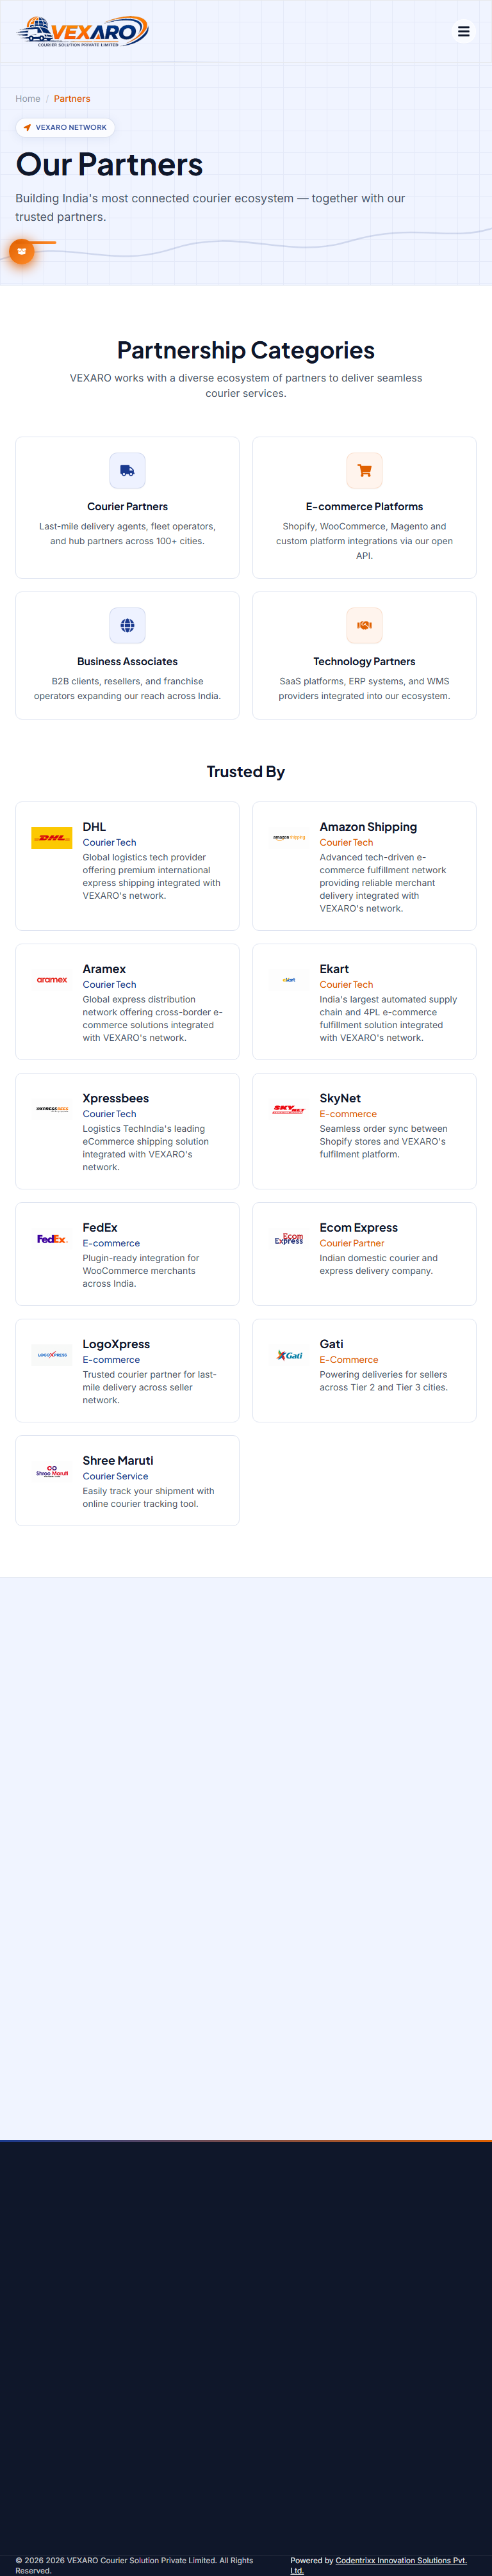 VEXARO
COURIER SOLUTION PRIVATE LIMITED
Home / Partners
VEXARO NETWORK
Our Partners
Building India's most connected courier ecosystem — together with our
trusted partners.
Partnership Categories
VEXARO works with a diverse ecosystem of partners to deliver seamless
courier services.
Courier Partners
Last-mile delivery agents, fleet operators,
and hub partners across 100+ cities.
E-commerce Platforms
Shopify, WooCommerce, Magento and
custom platform integrations via our open
API.
Business Associates
B2B clients, resellers, and franchise
operators expanding our reach across India.
Technology Partners
SaaS platforms, ERP systems, and WMS
providers integrated into our ecosystem.
Trusted By
DHL
DHL
Courier Tech
Global logistics tech provider
offering premium international
express shipping integrated with
VEXARO's network.
amazon shipping
Amazon Shipping
Courier Tech
Advanced tech-driven e-
commerce fulfillment network
providing reliable merchant
delivery integrated with
VEXARO's network.
aramex
Aramex
Courier Tech
Global express distribution
network offering cross-border e-
commerce solutions integrated
with VEXARO's network.
ekart
Ekart
Courier Tech
India's largest automated supply
chain and 4PL e-commerce
fulfillment solution integrated
with VEXARO's network.
XPRESSBEES
Xpressbees
Courier Tech
Logistics TechIndia's leading
eCommerce shipping solution
integrated with VEXARO's
network.
SKYNET
SkyNet
E-commerce
Seamless order sync between
Shopify stores and VEXARO's
fulfilment platform.
FedEx
FedEx
E-commerce
Plugin-ready integration for
WooCommerce merchants
across India.
Ecom
Express
Ecom Express
Courier Partner
Indian domestic courier and
express delivery company.
LOGOXPRESS
LogoXpress
E-commerce
Trusted courier partner for last-
mile delivery across seller
network.
Gati
Gati
E-Commerce
Powering deliveries for sellers
across Tier 2 and Tier 3 cities.
Shree Maruti
Shree Maruti
Courier Service
Easily track your shipment with
online courier tracking tool.
© 2026 2026 VEXARO Courier Solution Private Limited. All Rights
Reserved.
Powered by Codentrixx Innovation Solutions Pvt.
Ltd.